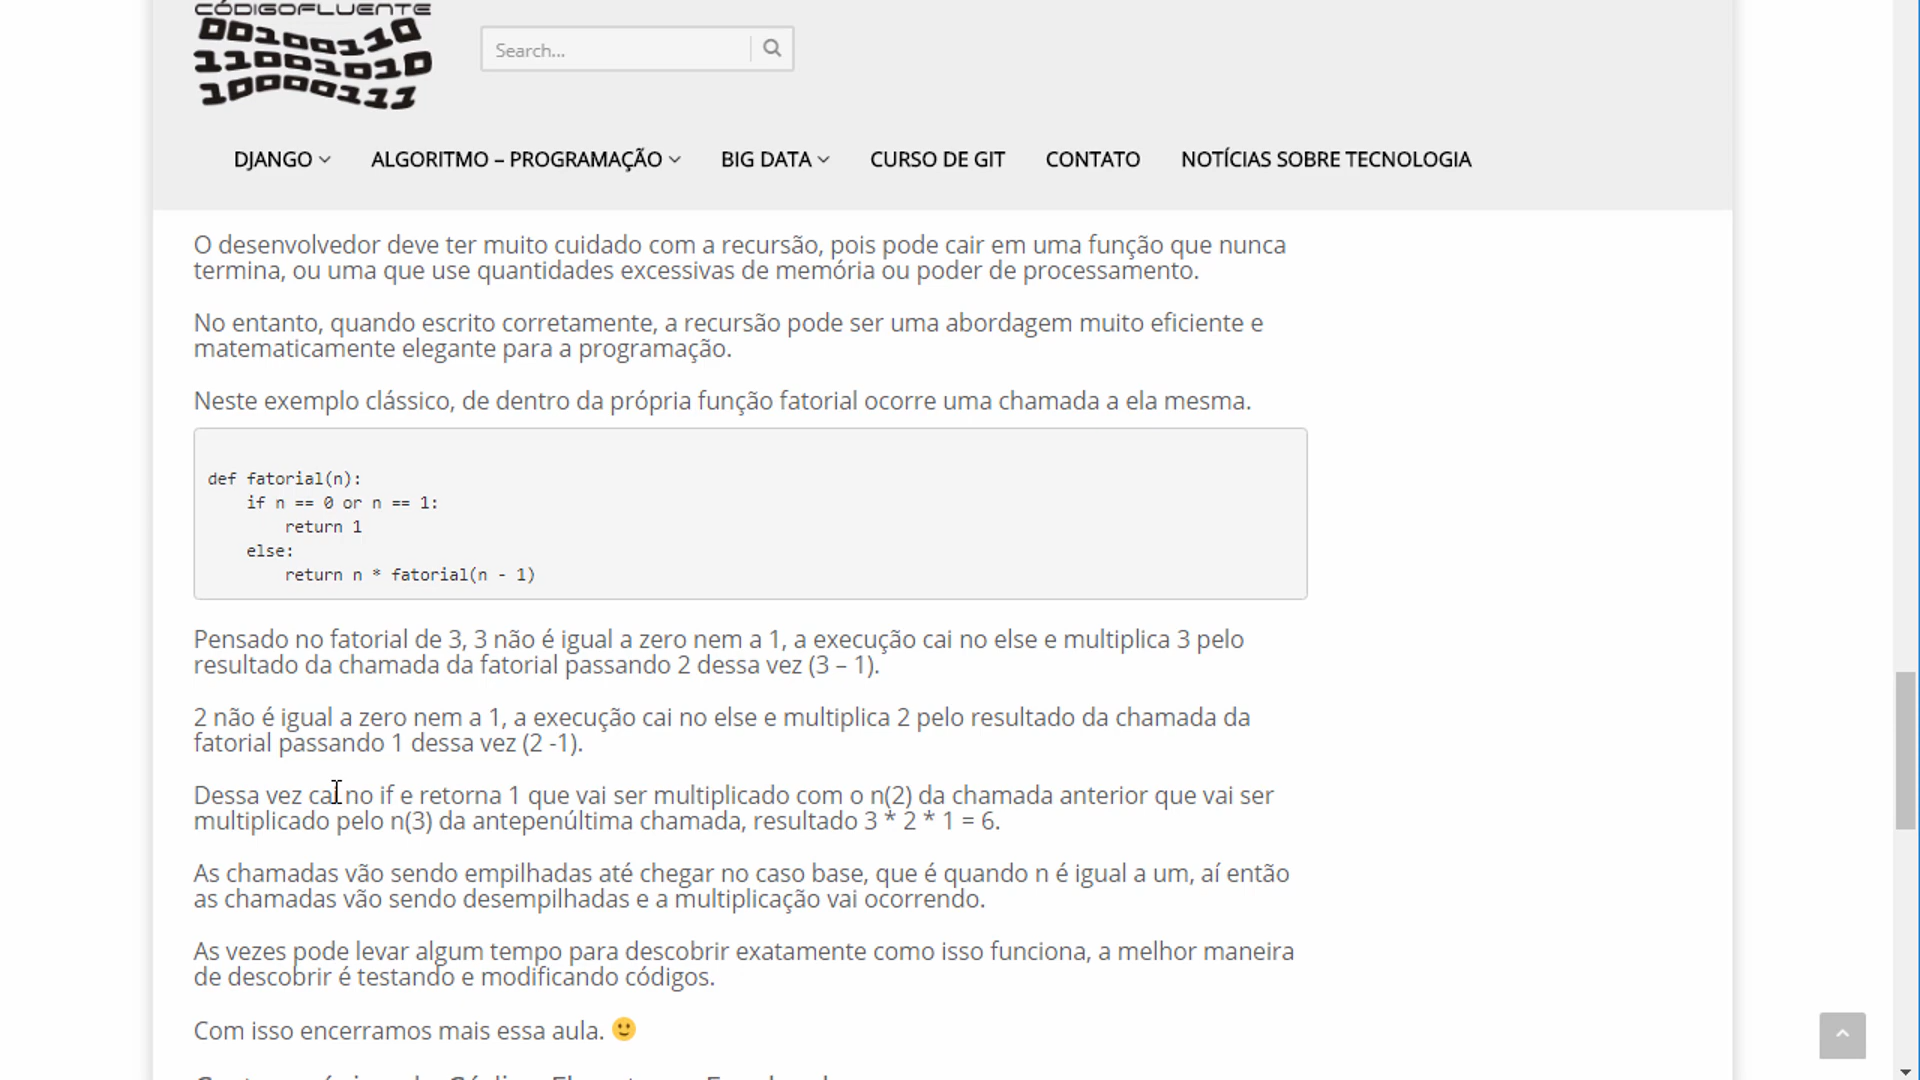 CÓDIGOFLUENTE
00100110
11001010
10000111
Search...
DJANGO
ALGORITMO – PROGRAMAÇÃO
BIG DATA
CURSO DE GIT
CONTATO
NOTÍCIAS SOBRE TECNOLOGIA
O desenvolvedor deve ter muito cuidado com a recursão, pois pode cair em uma função que nunca
termina, ou uma que use quantidades excessivas de memória ou poder de processamento.
No entanto, quando escrito corretamente, a recursão pode ser uma abordagem muito eficiente e
matematicamente elegante para a programação.
Neste exemplo clássico, de dentro da própria função fatorial ocorre uma chamada a ela mesma.
def fatorial(n):
    if n == 0 or n == 1:
        return 1
    else:
        return n * fatorial(n - 1)
Pensado no fatorial de 3, 3 não é igual a zero nem a 1, a execução cai no else e multiplica 3 pelo
resultado da chamada da fatorial passando 2 dessa vez (3 – 1).
2 não é igual a zero nem a 1, a execução cai no else e multiplica 2 pelo resultado da chamada da
fatorial passando 1 dessa vez (2 -1).
Dessa vez cai no if e retorna 1 que vai ser multiplicado com o n(2) da chamada anterior que vai ser
multiplicado pelo n(3) da antepenúltima chamada, resultado 3 * 2 * 1 = 6.
As chamadas vão sendo empilhadas até chegar no caso base, que é quando n é igual a um, aí então
as chamadas vão sendo desempilhadas e a multiplicação vai ocorrendo.
As vezes pode levar algum tempo para descobrir exatamente como isso funciona, a melhor maneira
de descobrir é testando e modificando códigos.
Com isso encerramos mais essa aula. 🙂